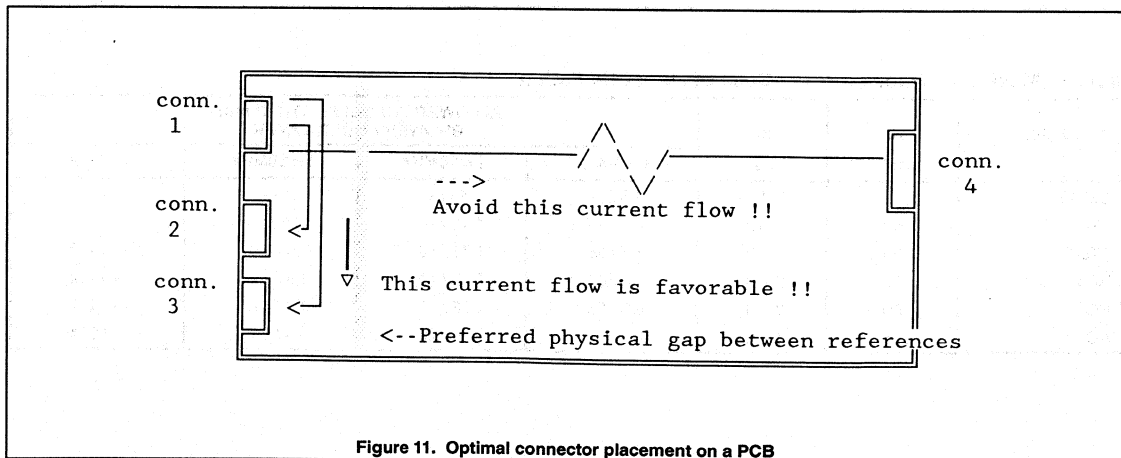 conn.
1
conn.
2
conn.
3
conn.
4
--->
Avoid this current flow !!
This current flow is favorable !!
<--Preferred physical gap between references
Figure 11. Optimal connector placement on a PCB